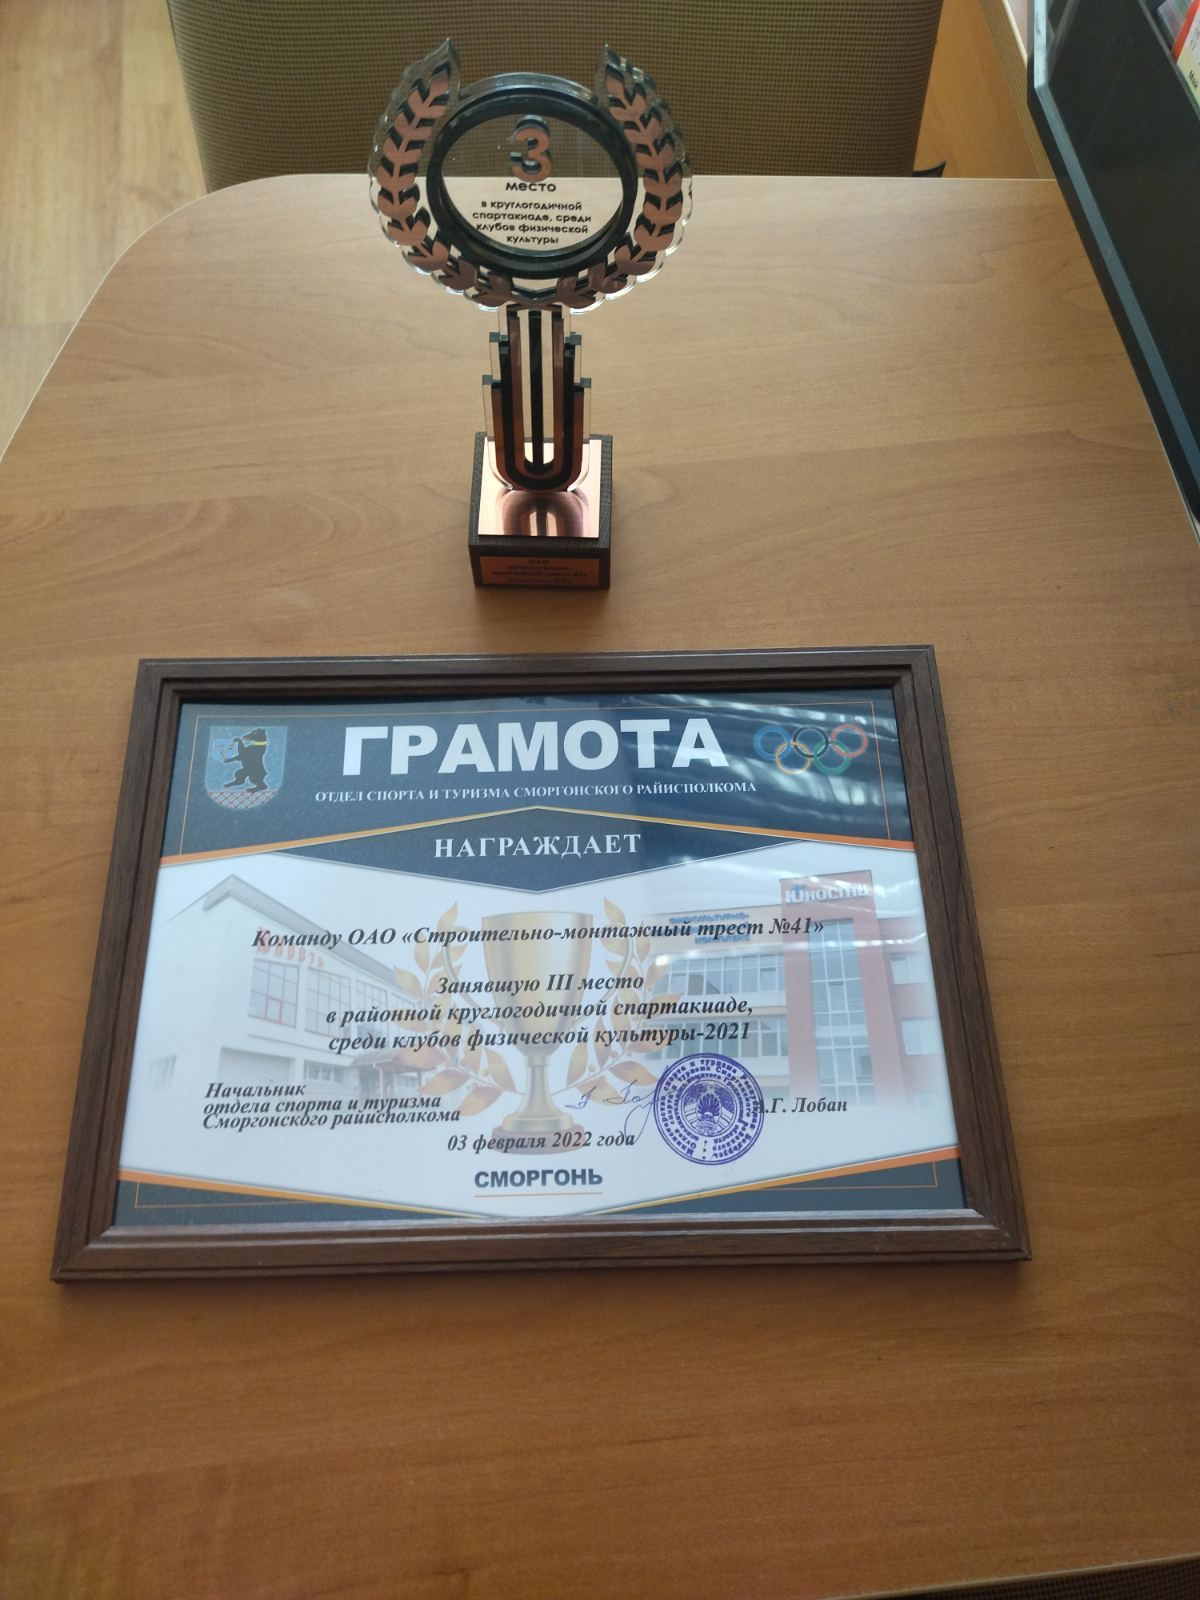 3
место
в круглогодичной
спартакиаде, среди
клубов физической
культуры
ГРАМОТА
ОТДЕЛ СПОРТА И ТУРИЗМА СМОРГОНСКОГО РАЙИСПОЛКОМА
НАГРАЖДАЕТ
Юность
Команду ОАО «Строительно-монтажный трест №41»
Занявшую III место
в районной круглогодичной спартакиаде,
среди клубов физической культуры-2021
Начальник
отдела спорта и туризма
Сморгонского райисполкома
Г. Лобан
03 февраля 2022 года
СМОРГОНЬ